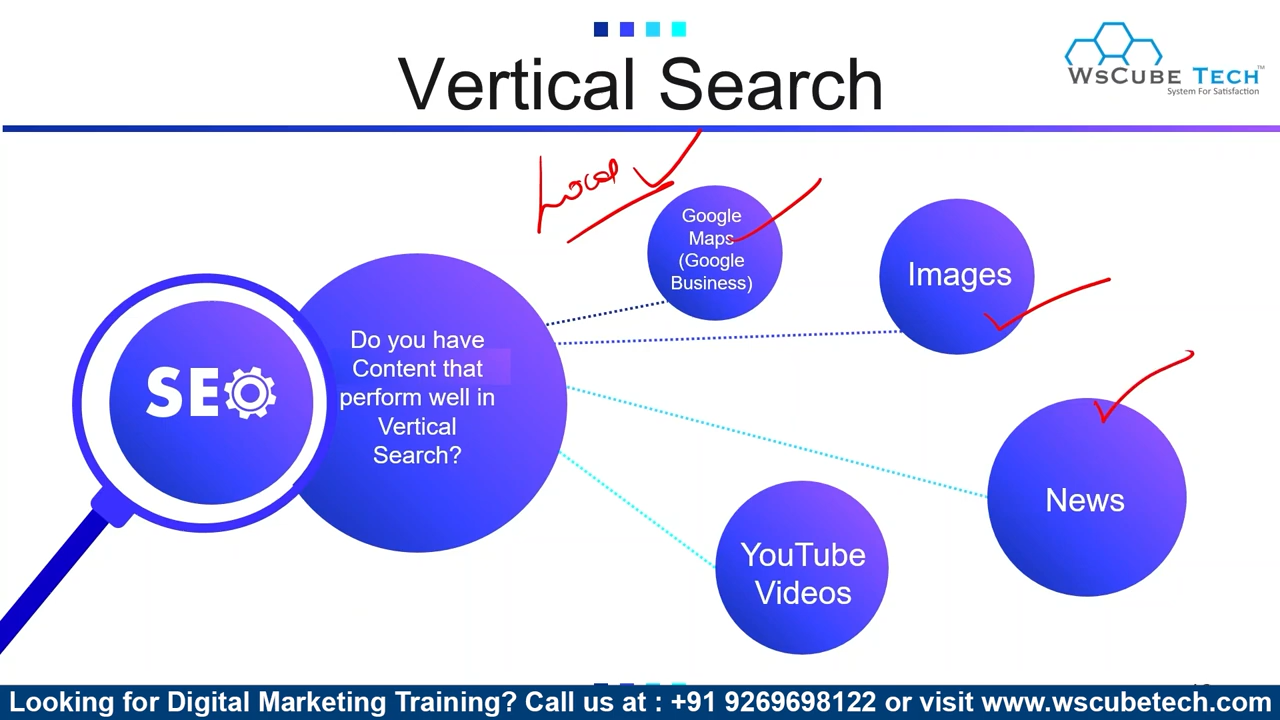 Vertical Search
WsCube Tech™
System For Satisfaction
Local
Google
Maps
(Google
Business)
Images
SEO
Do you have
Content that
perform well in
Vertical
Search?
News
YouTube
Videos
Looking for Digital Marketing Training? Call us at : +91 9269698122 or visit www.wscubetech.com